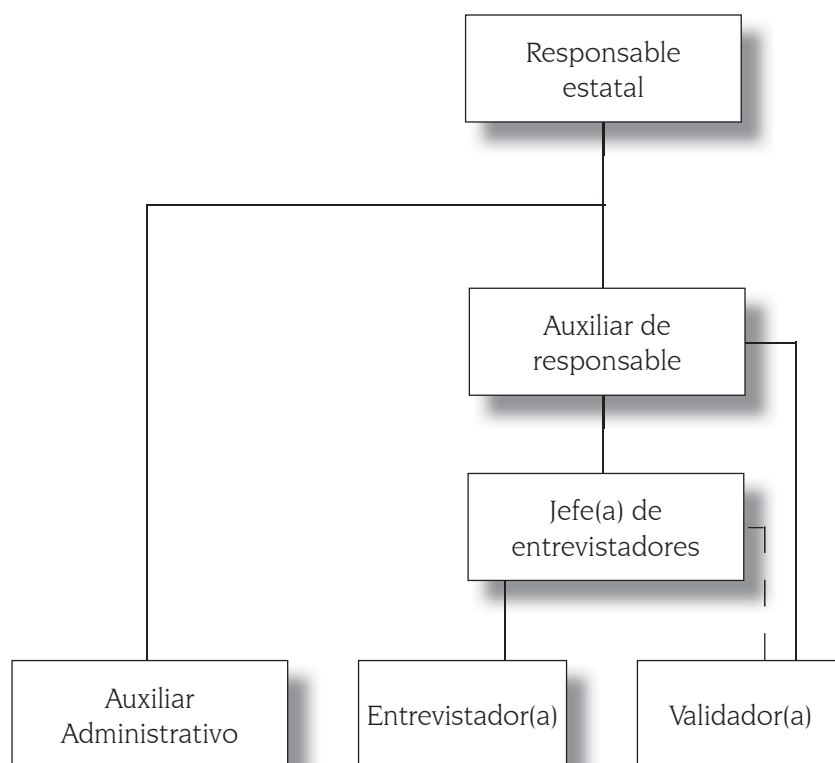 Responsable
estatal
Auxiliar de
responsable
Jefe(a) de
entrevistadores
Auxiliar
Administrativo
Entrevistador(a)
Validador(a)